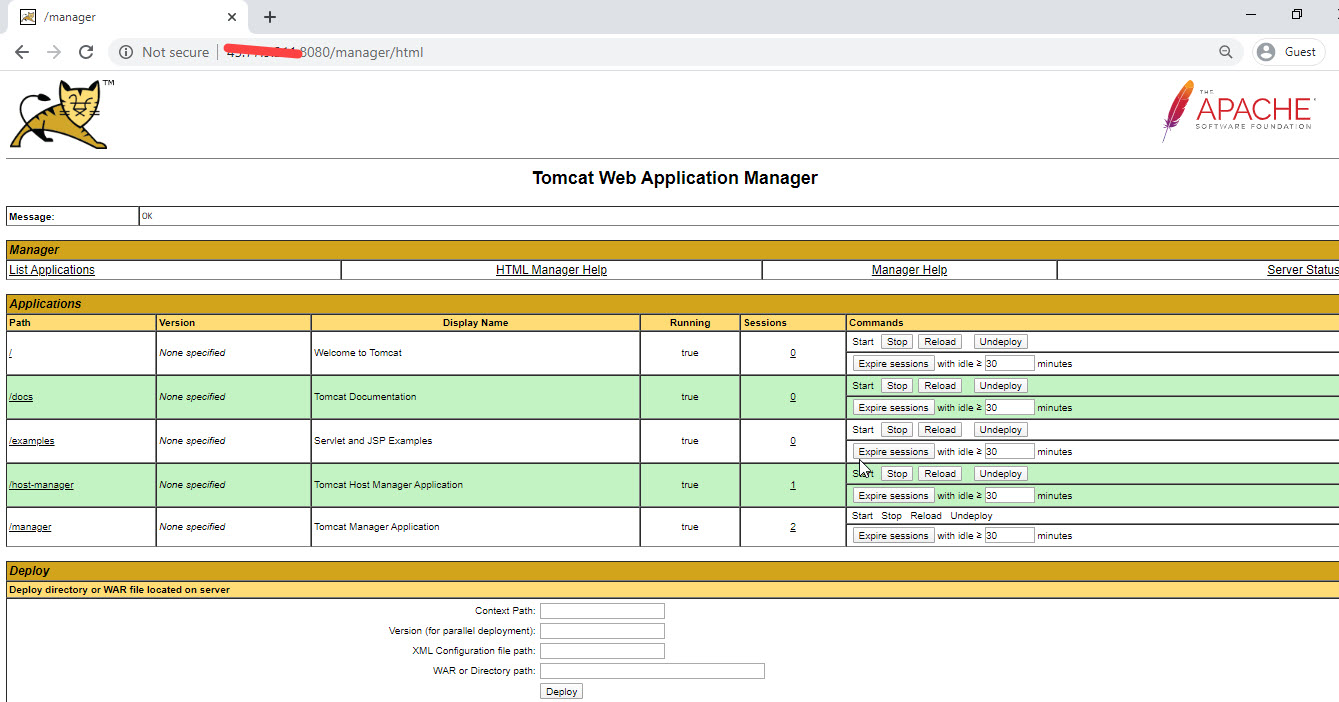 /manager
Not secure 8080/manager/html Guest
TM
THE
APACHE
SOFTWARE FOUNDATION
Tomcat Web Application Manager
Message: OK
Manager
List Applications HTML Manager Help Manager Help Server Status
Applications
Path Version Display Name Running Sessions Commands
/ None specified Welcome to Tomcat true 0 Start Stop Reload Undeploy
Expire sessions with idle ≥ 30 minutes
/docs None specified Tomcat Documentation true 0 Start Stop Reload Undeploy
Expire sessions with idle ≥ 30 minutes
/examples None specified Servlet and JSP Examples true 0 Start Stop Reload Undeploy
Expire sessions with idle ≥ 30 minutes
/host-manager None specified Tomcat Host Manager Application true 1 Start Stop Reload Undeploy
Expire sessions with idle ≥ 30 minutes
/manager None specified Tomcat Manager Application true 2 Start Stop Reload Undeploy
Expire sessions with idle ≥ 30 minutes
Deploy
Deploy directory or WAR file located on server
Context Path:
Version (for parallel deployment):
XML Configuration file path:
WAR or Directory path:
Deploy